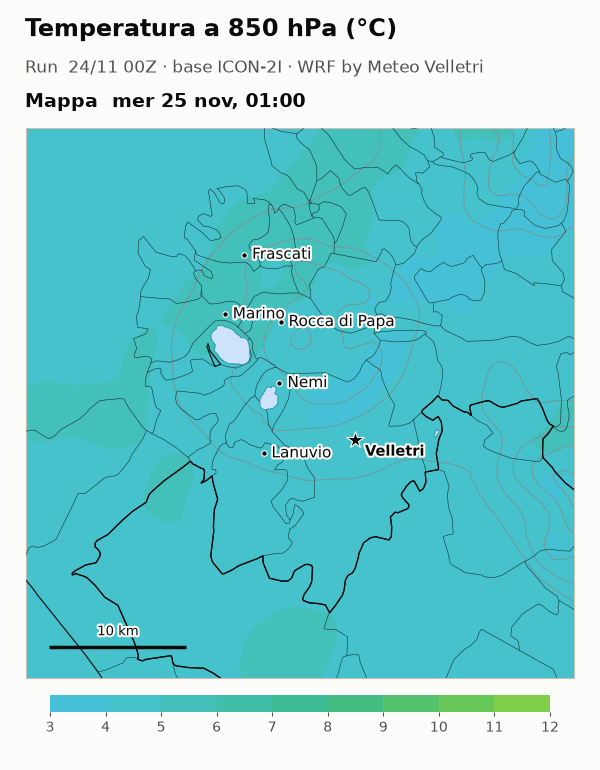 Temperatura a 850 hPa (°C)
Run  24/11 00Z · base ICON-2I · WRF by Meteo Velletri
Mappa  mer 25 nov, 01:00
Frascati
Marino
Rocca di Papa
Nemi
Velletri
Lanuvio
10 km
3 4 5 6 7 8 9 10 11 12